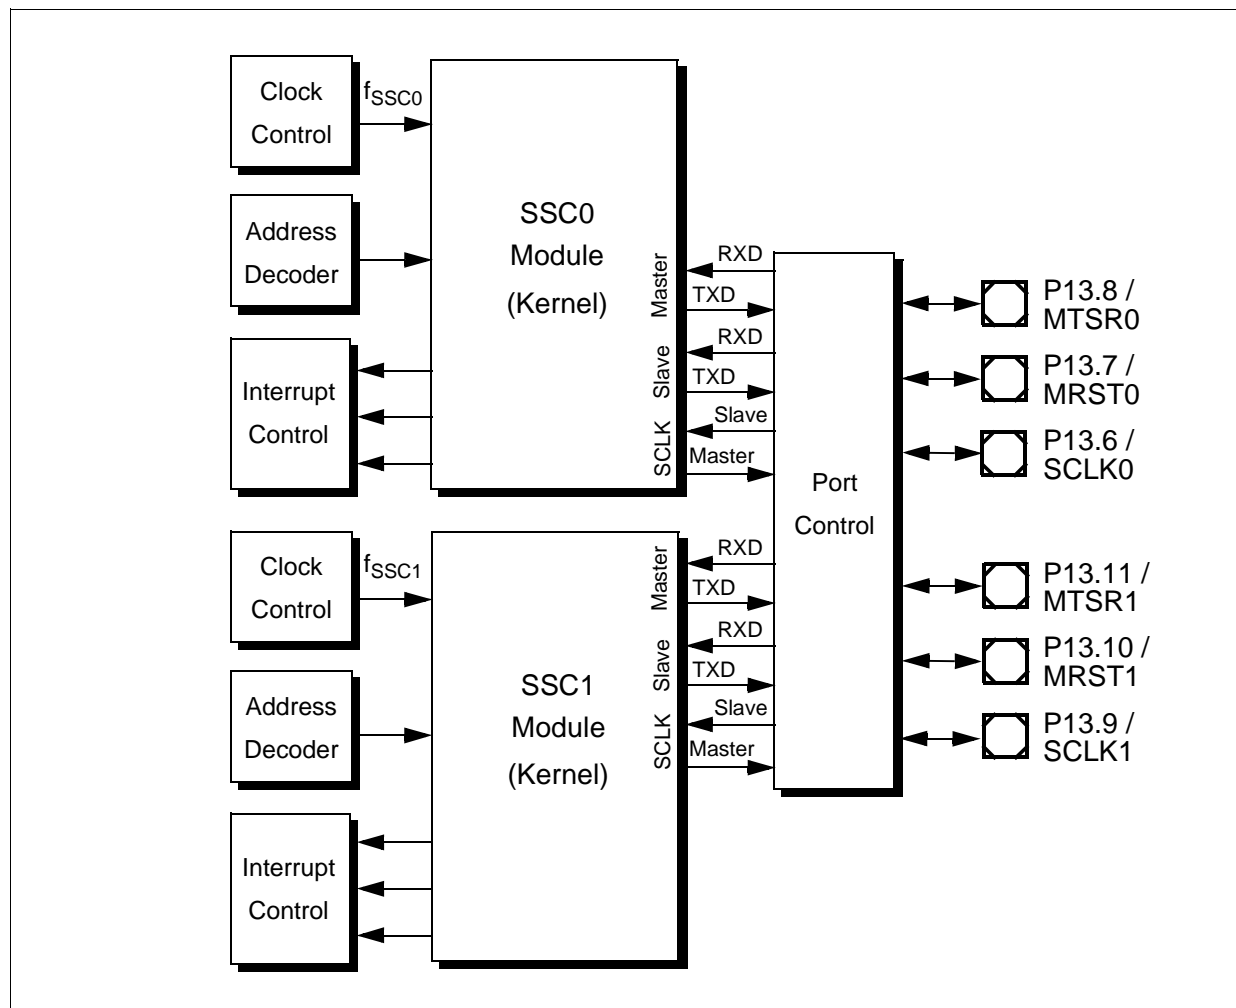 Clock
Control
fSSC0
Address
Decoder
Interrupt
Control
SSC0
Module
(Kernel)
Master
Slave
SCLK
RXD
TXD
RXD
TXD
Slave
Master
Clock
Control
fSSC1
Address
Decoder
Interrupt
Control
SSC1
Module
(Kernel)
Master
Slave
SCLK
RXD
TXD
RXD
TXD
Slave
Master
Port
Control
P13.8 /
MTSR0
P13.7 /
MRST0
P13.6 /
SCLK0
P13.11 /
MTSR1
P13.10 /
MRST1
P13.9 /
SCLK1